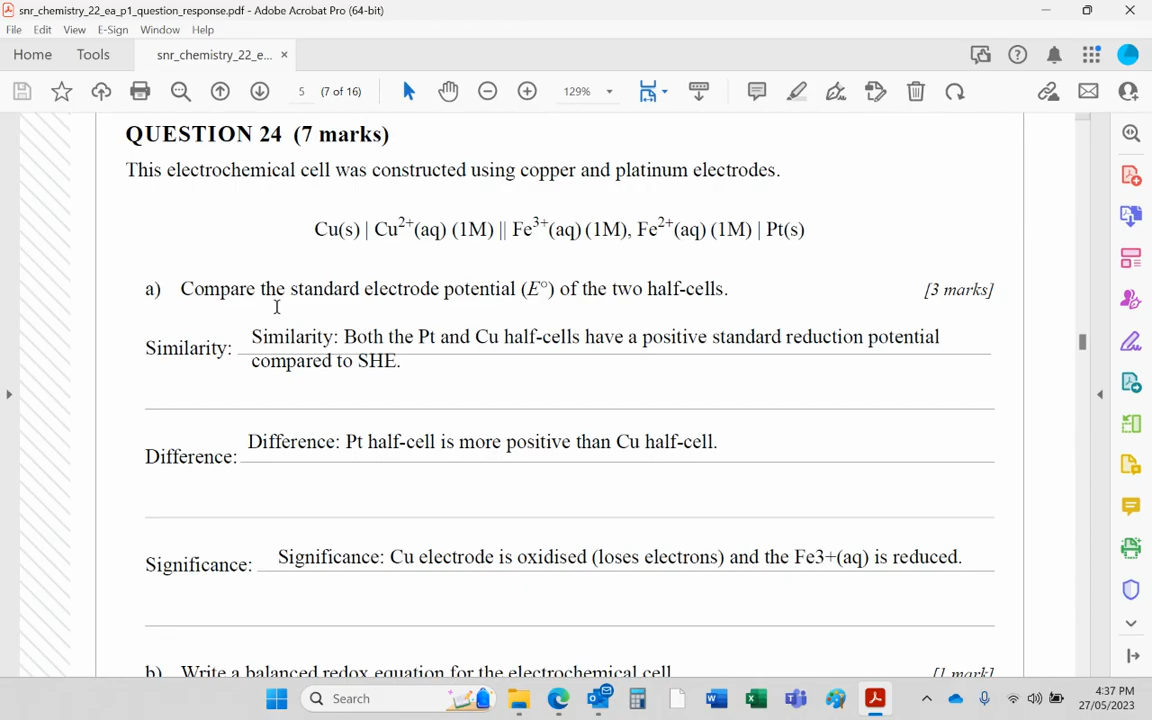 snr_chemistry_22_ea_p1_question_response.pdf - Adobe Acrobat Pro (64-bit)
File Edit View E-Sign Window Help
Home Tools snr_chemistry_22_e... ×
5 (7 of 16) 129%
QUESTION 24 (7 marks)
This electrochemical cell was constructed using copper and platinum electrodes.
Cu(s) | Cu²⁺(aq) (1M) || Fe³⁺(aq) (1M), Fe²⁺(aq) (1M) | Pt(s)
a) Compare the standard electrode potential (E°) of the two half-cells. [3 marks]
Similarity: Similarity: Both the Pt and Cu half-cells have a positive standard reduction potential
compared to SHE.
Difference: Difference: Pt half-cell is more positive than Cu half-cell.
Significance: Significance: Cu electrode is oxidised (loses electrons) and the Fe3+(aq) is reduced.
b) Write a balanced redox equation for the electrochemical cell. [1 mark]
Search
4:37 PM
27/05/2023